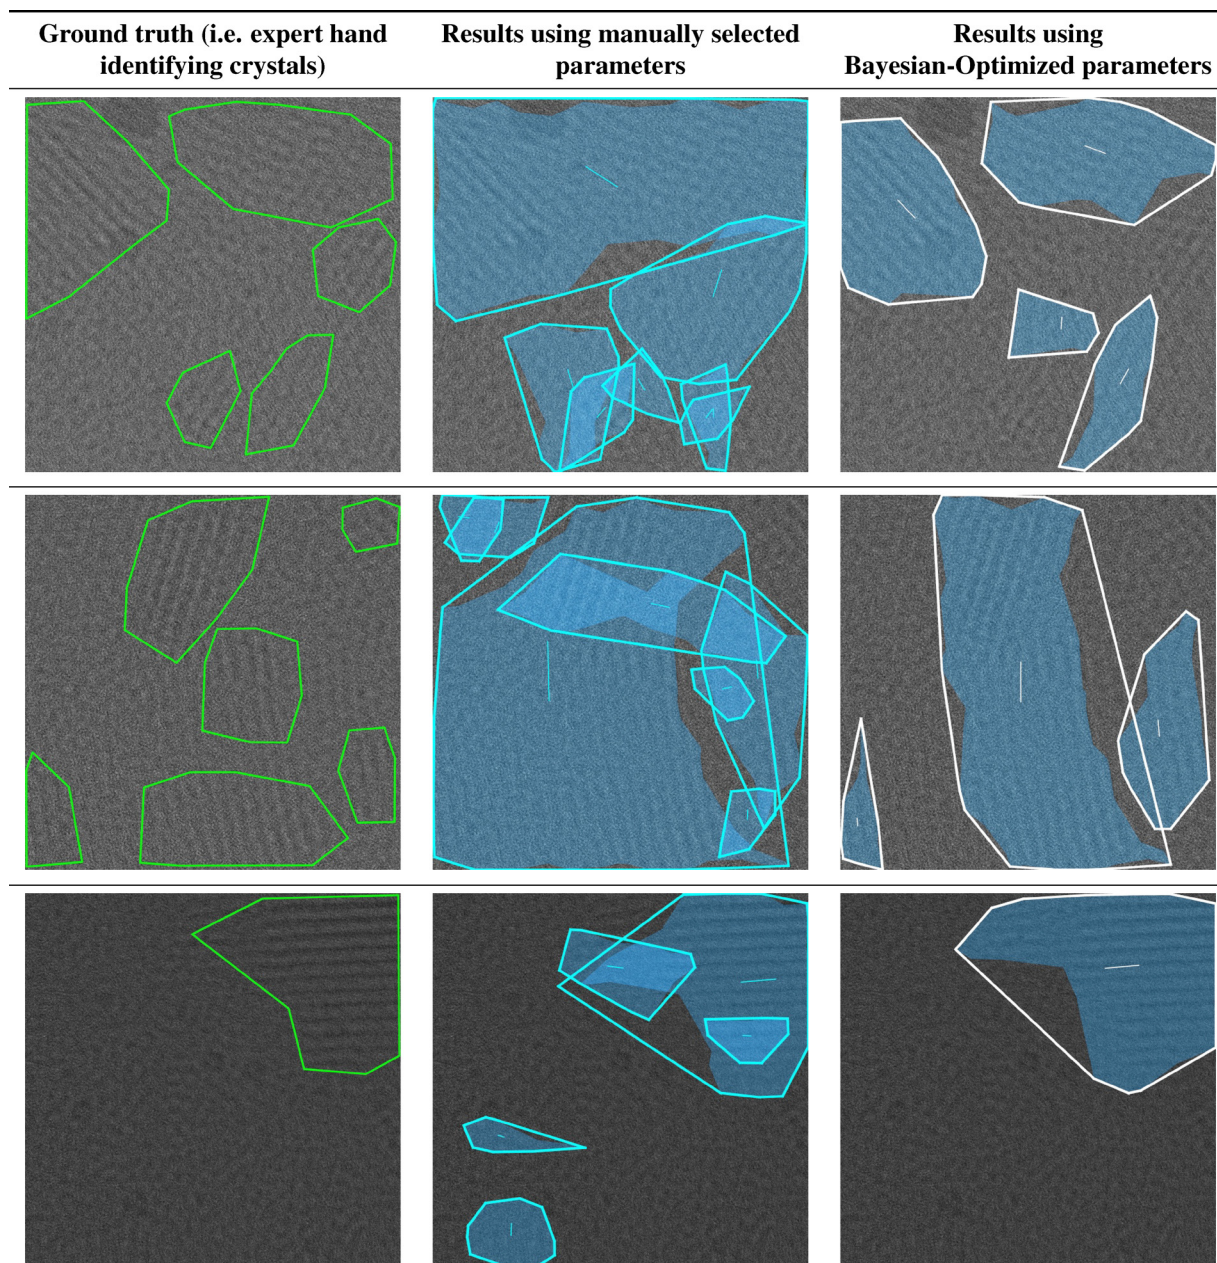 Ground truth (i.e. expert hand
identifying crystals)
Results using manually selected
parameters
Results using
Bayesian-Optimized parameters